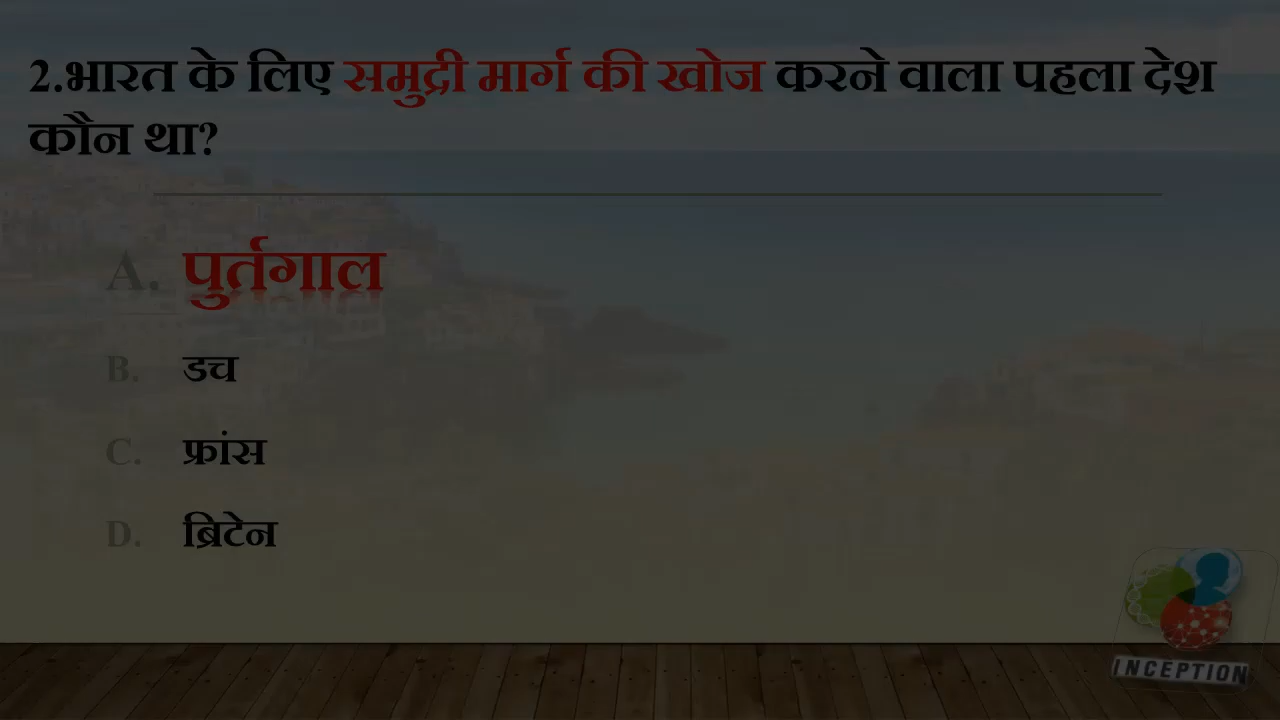 2.भारत के लिए समुद्री मार्ग की खोज करने वाला पहला देश
कौन था?
A. पुर्तगाल
B. डच
C. फ्रांस
D. ब्रिटेन
INCEPTION